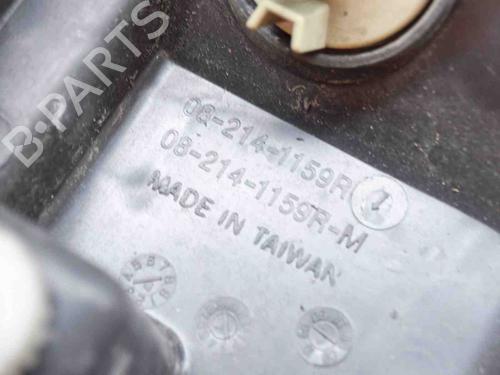 B-PARTS
08-214-1159R
08-214-1159R-M
MADE IN TAIWAN